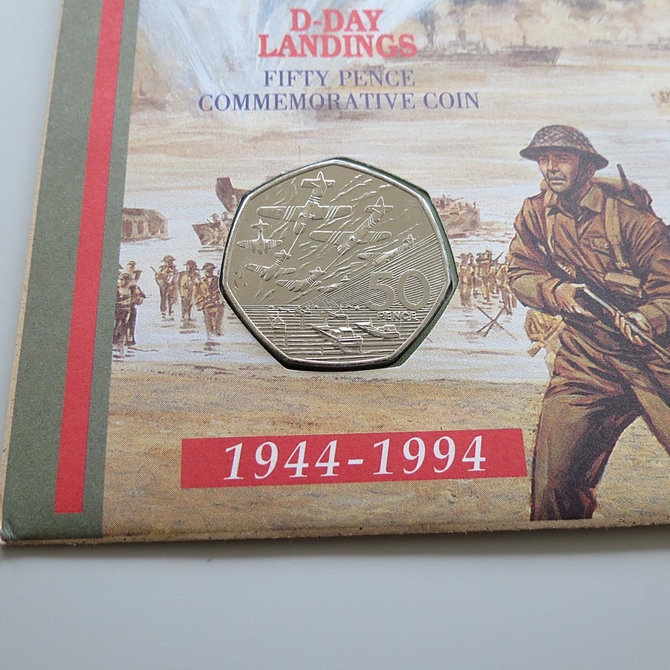 D-DAY
LANDINGS
FIFTY PENCE
COMMEMORATIVE COIN
50
PENCE
1944-1994